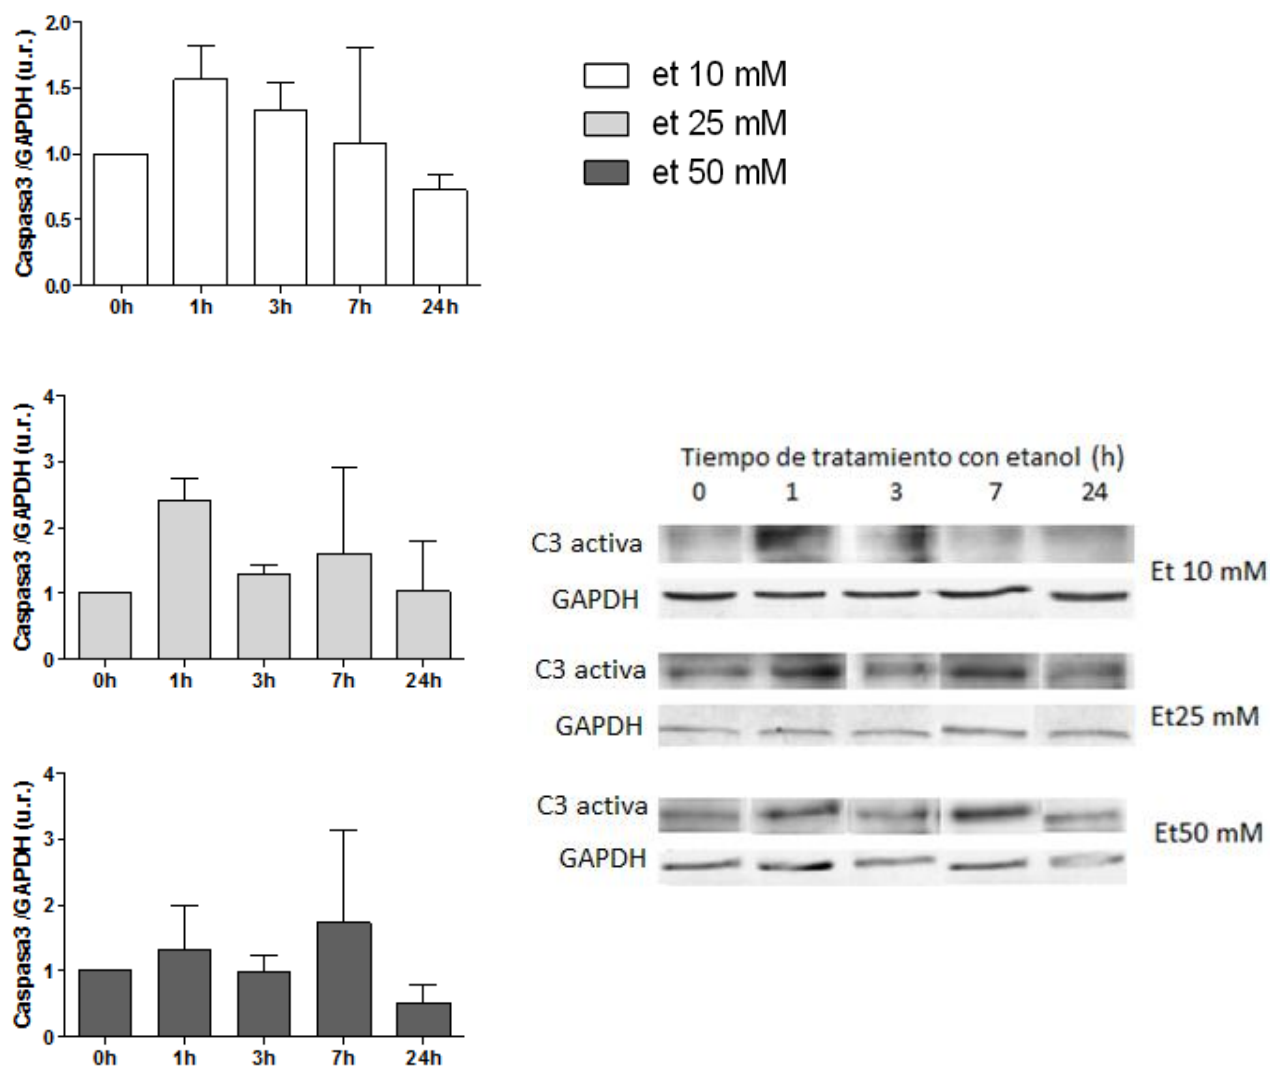 Caspasa3 /GAPDH (u.r.)
2.0
1.5
1.0
0.5
0.0
0h 1h 3h 7h 24h
et 10 mM
et 25 mM
et 50 mM
Caspasa3 /GAPDH (u.r.)
4
3
2
1
0
0h 1h 3h 7h 24h
Tiempo de tratamiento con etanol (h)
0 1 3 7 24
C3 activa
Et 10 mM
GAPDH
C3 activa
Et25 mM
GAPDH
C3 activa
Et50 mM
GAPDH
Caspasa3 /GAPDH (u.r.)
4
3
2
1
0
0h 1h 3h 7h 24h